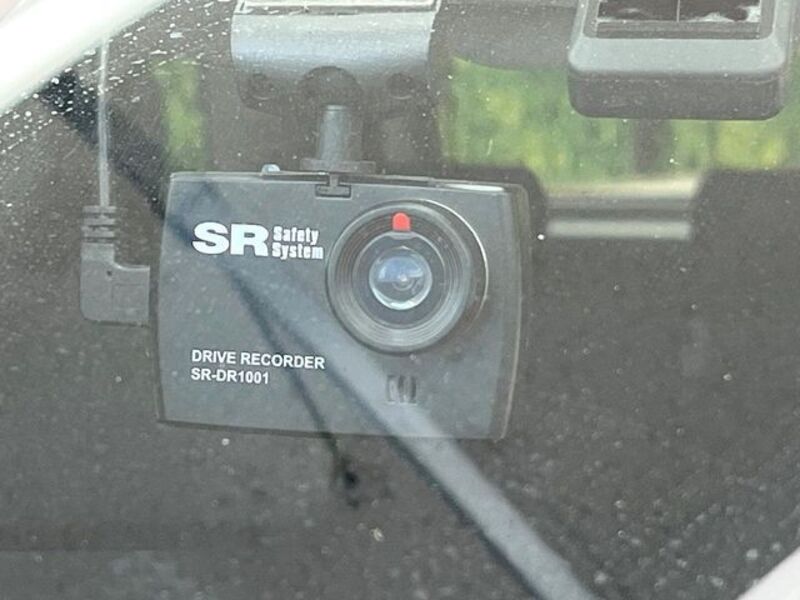 SR Safety
System
DRIVE RECORDER
SR-DR1001